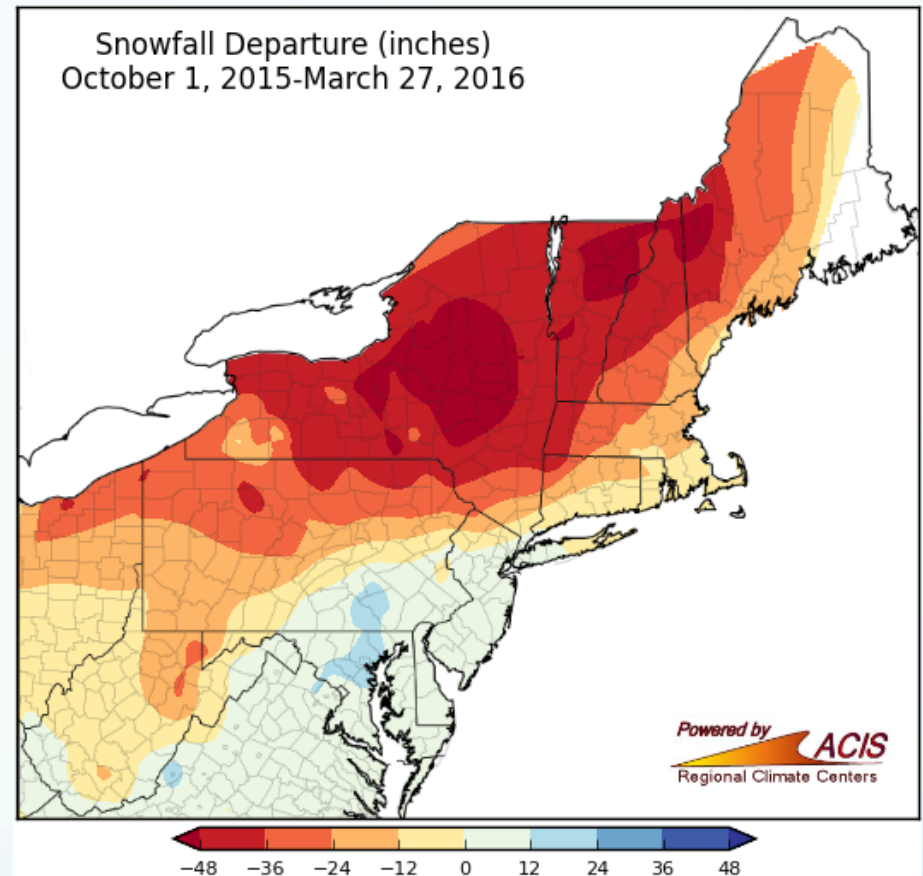 Snowfall Departure (inches)
October 1, 2015-March 27, 2016
Powered by
ACIS
Regional Climate Centers
−48 −36 −24 −12 0 12 24 36 48